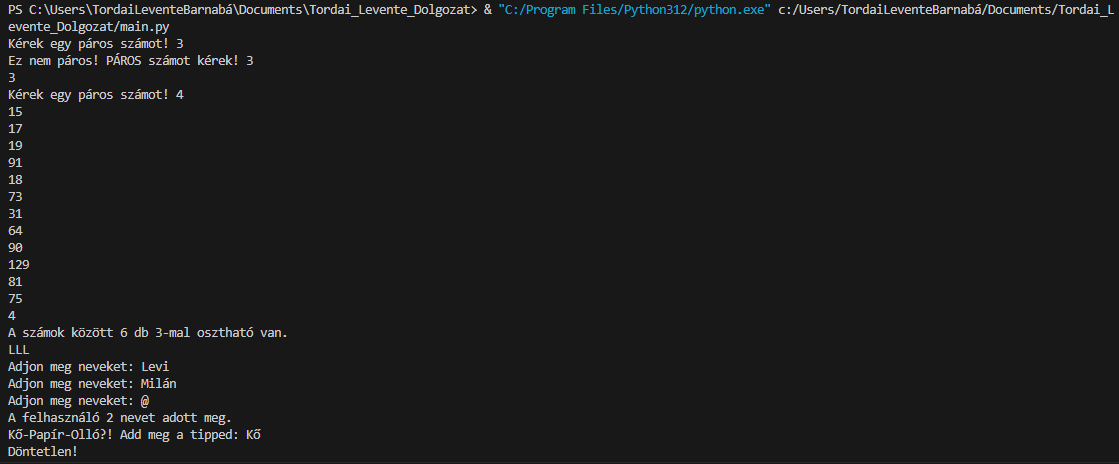 PS C:\Users\TordaiLeventeBarnabá\Documents\Tordai_Levente_Dolgozat> & "C:/Program Files/Python312/python.exe" c:/Users/TordaiLeventeBarnabá/Documents/Tordai_L
evente_Dolgozat/main.py
Kérek egy páros számot! 3
Ez nem páros! PÁROS számot kérek! 3
3
Kérek egy páros számot! 4
15
17
19
91
18
73
31
64
90
129
81
75
4
A számok között 6 db 3-mal osztható van.
LLL
Adjon meg neveket: Levi
Adjon meg neveket: Milán
Adjon meg neveket: @
A felhasználó 2 nevet adott meg.
Kő-Papír-Olló?! Add meg a tipped: Kő
Döntetlen!